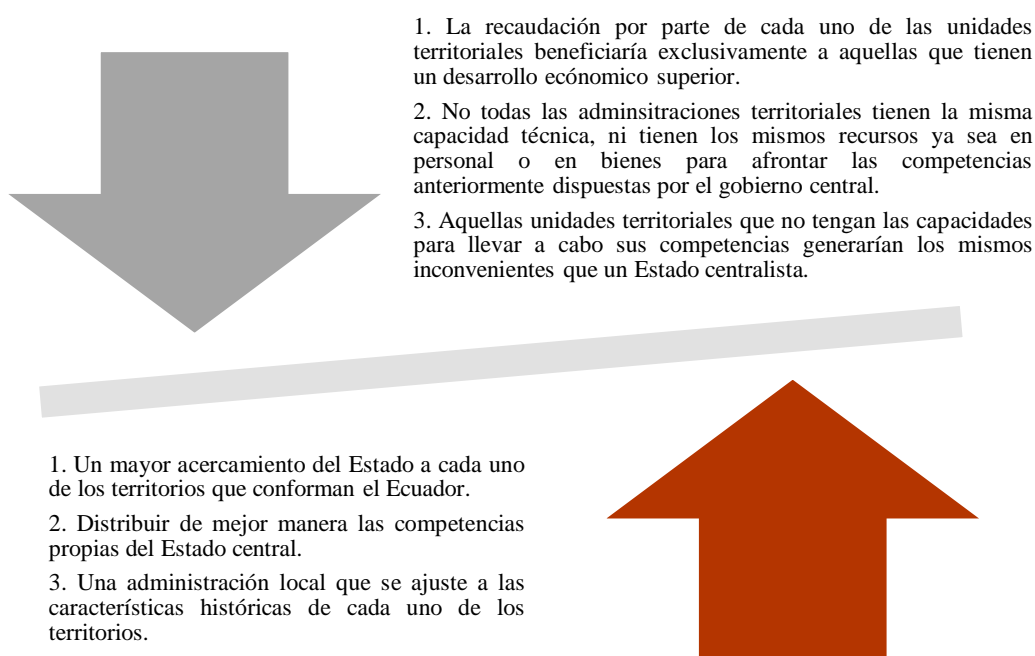 1. La recaudación por parte de cada uno de las unidades
territoriales beneficiaría exclusivamente a aquellas que tienen
un desarrollo ecónomico superior.
2. No todas las adminsitraciones territoriales tienen la misma
capacidad técnica, ni tienen los mismos recursos ya sea en
personal o en bienes para afrontar las competencias
anteriormente dispuestas por el gobierno central.
3. Aquellas unidades territoriales que no tengan las capacidades
para llevar a cabo sus competencias generarían los mismos
inconvenientes que un Estado centralista.
1. Un mayor acercamiento del Estado a cada uno
de los territorios que conforman el Ecuador.
2. Distribuir de mejor manera las competencias
propias del Estado central.
3. Una administración local que se ajuste a las
características históricas de cada uno de los
territorios.